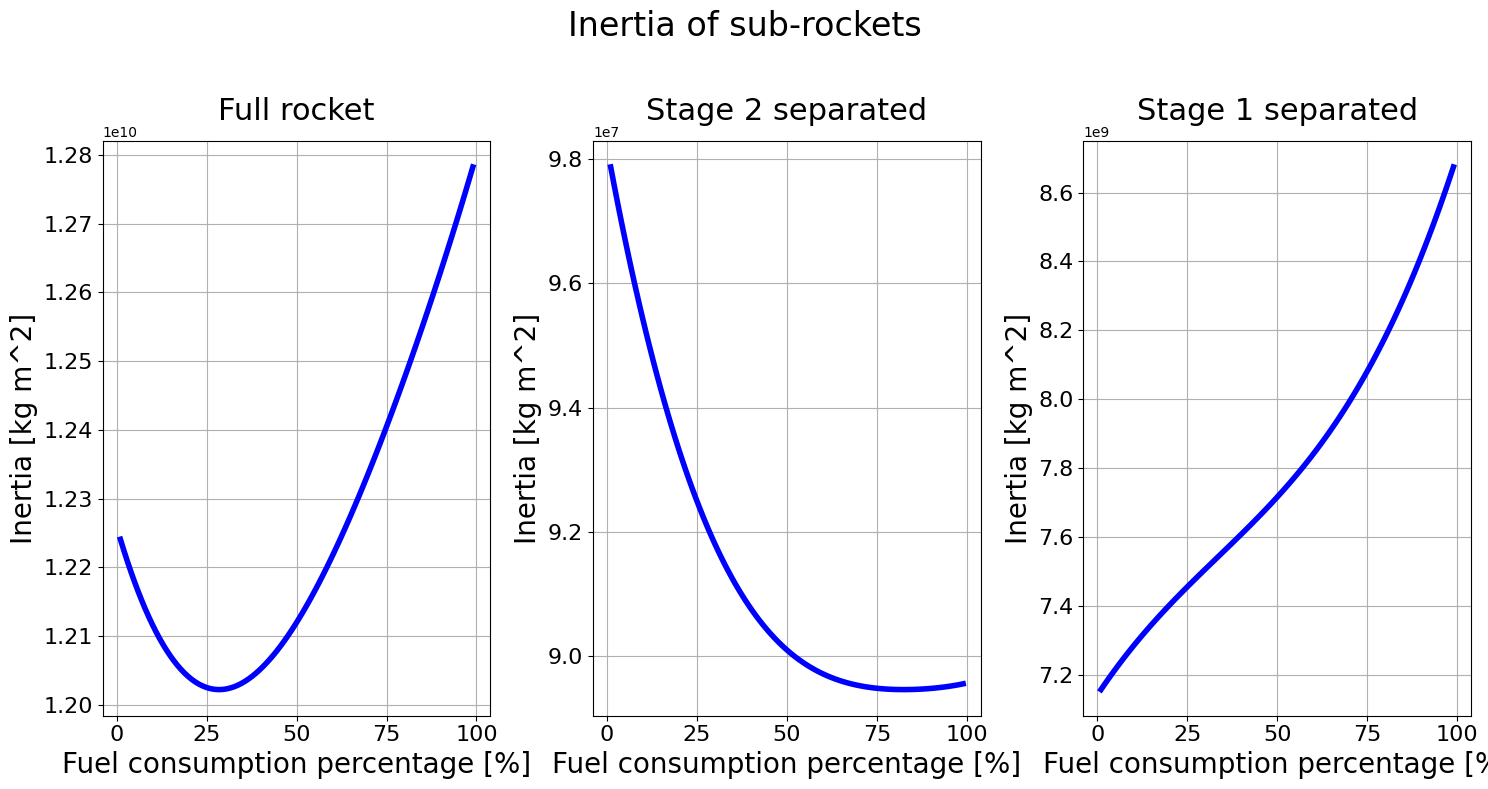 Inertia of sub-rockets
Full rocket
1e10
1.28
1.27
1.26
1.25
1.24
1.23
1.22
1.21
1.20
Inertia [kg m^2]
0 25 50 75 100
Fuel consumption percentage [%]
Stage 2 separated
1e7
9.8
9.6
9.4
9.2
9.0
Inertia [kg m^2]
0 25 50 75 100
Fuel consumption percentage [%]
Stage 1 separated
1e9
8.6
8.4
8.2
8.0
7.8
7.6
7.4
7.2
Inertia [kg m^2]
0 25 50 75 100
Fuel consumption percentage [%